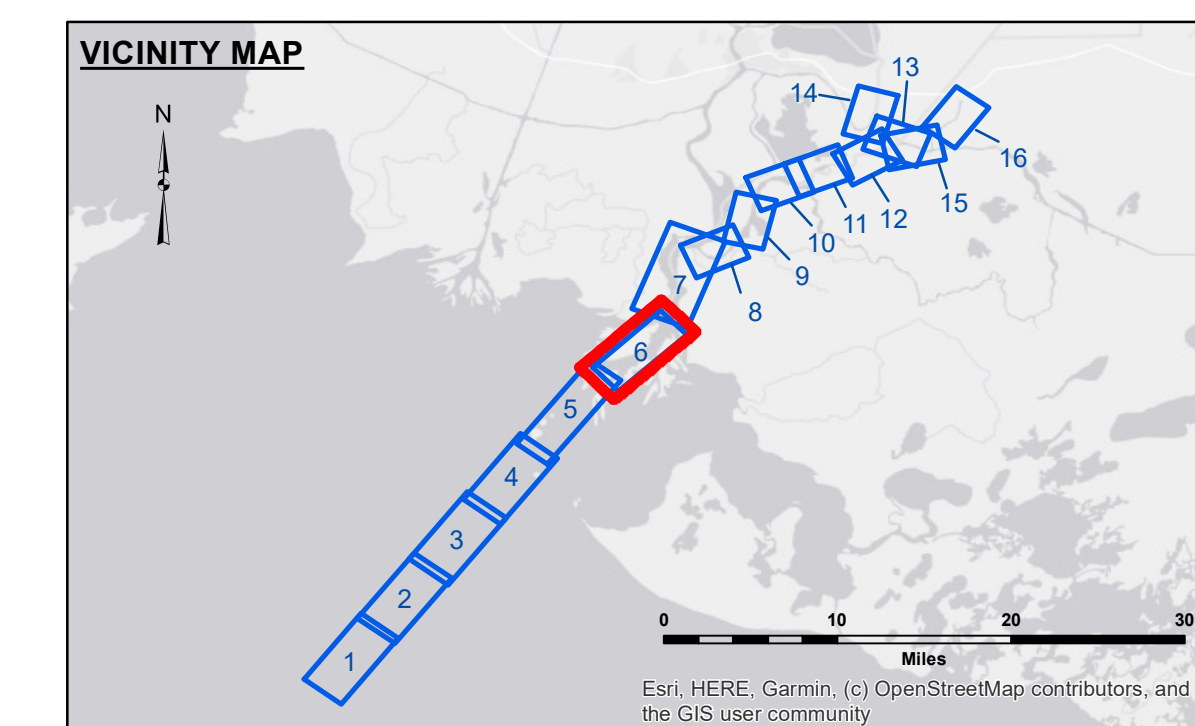 VICINITY MAP
N
13
14
16
15
12
11
10
9
8
7
6
5
4
3
2
1
0 10 20 30
Miles
Esri, HERE, Garmin, (c) OpenStreetMap contributors, and
the GIS user community